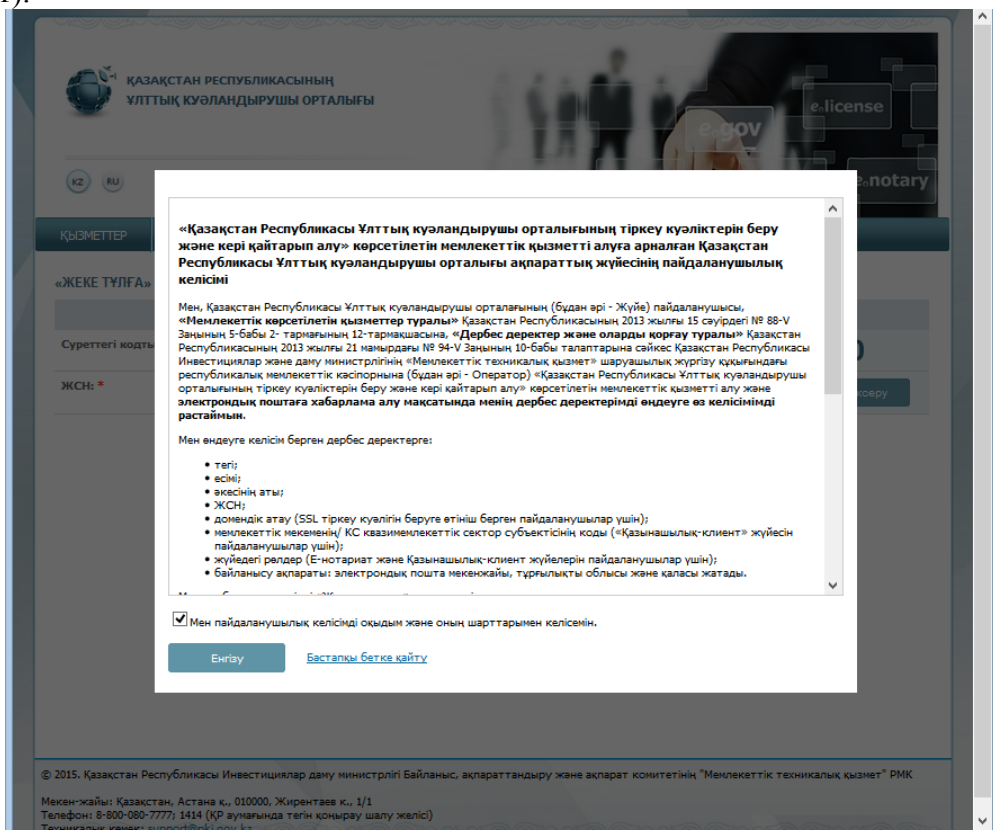 1).
ҚАЗАҚСТАН РЕСПУБЛИКАСЫНЫҢ
ҰЛТТЫҚ КУӘЛАНДЫРУШЫ ОРТАЛЫҒЫ
e.license
e.gov
e.notary
KZ RU
ҚЫЗМЕТТЕР
«ЖЕКЕ ТҰЛҒА»
Суреттегі кодты
ЖСН: *
«Қазақстан Республикасы Ұлттық куәландырушы орталығының тіркеу куәліктерін беру
және кері қайтарып алу» көрсетілетін мемлекеттік қызметті алуға арналған Қазақстан
Республикасы Ұлттық куәландырушы орталығы ақпараттық жүйесінің пайдаланушылық
келісімі
Мен, Қазақстан Республикасы Ұлттық куәландырушы орталағының (бұдан әрі - Жүйе) пайдаланушысы,
«Мемлекеттік көрсетілетін қызметтер туралы» Қазақстан Республикасының 2013 жылғы 15 сәуірдегі № 88-V
Заңының 5-бабы 2- тармағының 12-тармақшасына, «Дербес деректер және оларды қорғау туралы» Қазақстан
Республикасының 2013 жылғы 21 мамырдағы № 94-V Заңының 10-бабы талаптарына сәйкес Қазақстан Республикасы
Инвестициялар және даму министрлігінің «Мемлекеттік техникалық қызмет» шаруашылық жүргізу құқығындағы
республикалық мемлекеттік кәсіпорнына (бұдан әрі - Оператор) «Қазақстан Республикасы Ұлттық куәландырушы
орталығының тіркеу куәліктерін беру және кері қайтарып алу» көрсетілетін мемлекеттік қызметті алу және
электрондық поштаға хабарлама алу мақсатында менің дербес деректерімді өңдеуге өз келісімімді
растаймын.
Мен өңдеуге келісім берген дербес деректерге:
• тегі;
• есімі;
• әкесінің аты;
• ЖСН;
• домендік атау (SSL тіркеу куәлігін беруге өтініш берген пайдаланушылар үшін);
• мемлекеттік мекеменің/ КС квазимемлекеттік сектор субъектісінің коды («Қазынашылық-клиент» жүйесін
пайдаланушылар үшін);
• жүйедегі рөлдер (Е-нотариат және Қазынашылық-клиент жүйелерін пайдаланушылар үшін);
• байланысу ақпараты: электрондық пошта мекенжайы, тұрғылықты облысы және қаласы жатады.
Мен пайдаланушылық келісімді оқыдым және оның шарттарымен келісемін.
Енгізу Бастапқы бетке қайту
© 2015. Қазақстан Республикасы Инвестициялар даму министрлігі Байланыс, ақпараттандыру және ақпарат комитетінің "Мемлекеттік техникалық қызмет" РМК
Мекен-жайы: Қазақстан, Астана қ., 010000, Жирентаев к., 1/1
Телефон: 8-800-080-7777; 1414 (ҚР аумағында тегін қоңырау шалу желісі)
Техникалық көмек: support@pki.gov.kz